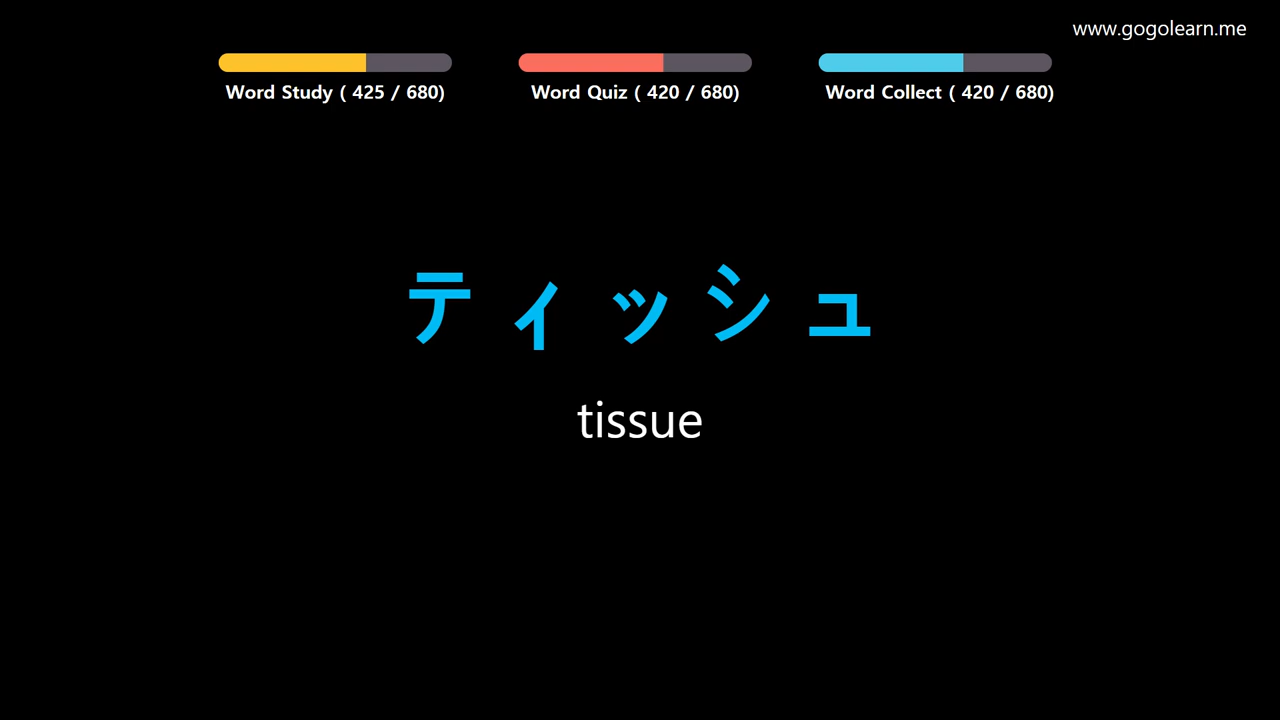 www.gogolearn.me
Word Study ( 425 / 680)
Word Quiz ( 420 / 680)
Word Collect ( 420 / 680)
ティッシュ
tissue